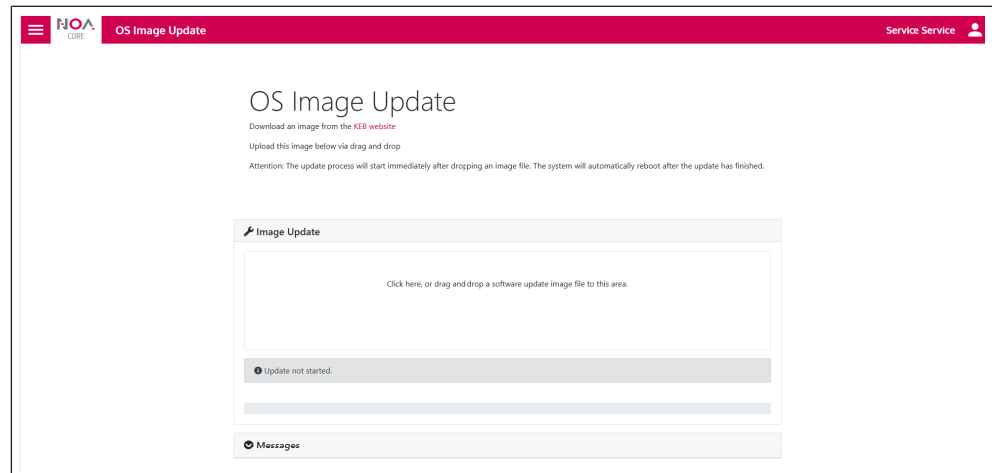 NOA
CORE
OS Image Update
Service Service
OS Image Update
Download an image from the KEB website
Upload this image below via drag and drop
Attention: The update process will start immediately after dropping an image file. The system will automatically reboot after the update has finished.
Image Update
Click here, or drag and drop a software update image file to this area.
Update not started.
Messages